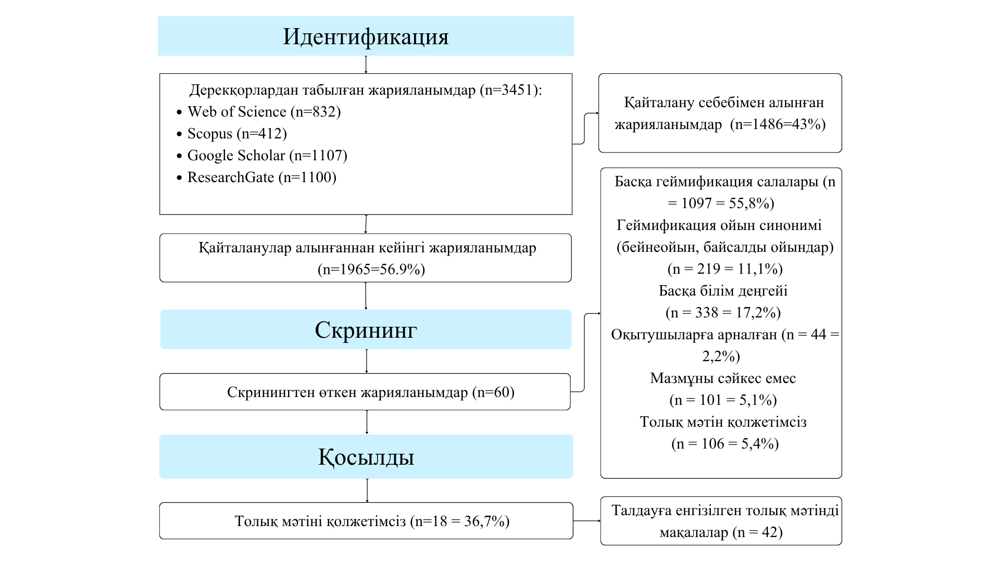 Идентификация
Дерекқорлардан табылған жарияланымдар (n=3451):
• Web of Science (n=832)
• Scopus (n=412)
• Google Scholar (n=1107)
• ResearchGate (n=1100)
Қайталану себебімен алынған
жарияланымдар (n=1486=43%)
Қайталанулар алынғаннан кейінгі жарияланымдар
(n=1965=56.9%)
Скрининг
Скринингтен өткен жарияланымдар (n=60)
Басқа геймификация салалары (n
= 1097 = 55,8%)
Геймификация ойын синонимі
(бейнеойын, байсалды ойындар)
(n = 219 = 11,1%)
Басқа білім деңгейі
(n = 338 = 17,2%)
Оқытушыларға арналған (n = 44 =
2,2%)
Мазмұны сәйкес емес
(n = 101 = 5,1%)
Толық мәтін қолжетімсіз
(n = 106 = 5,4%)
Қосылды
Толық мәтіні қолжетімсіз (n=18 = 36,7%)
Талдауға енгізілген толық мәтінді
мақалалар (n = 42)